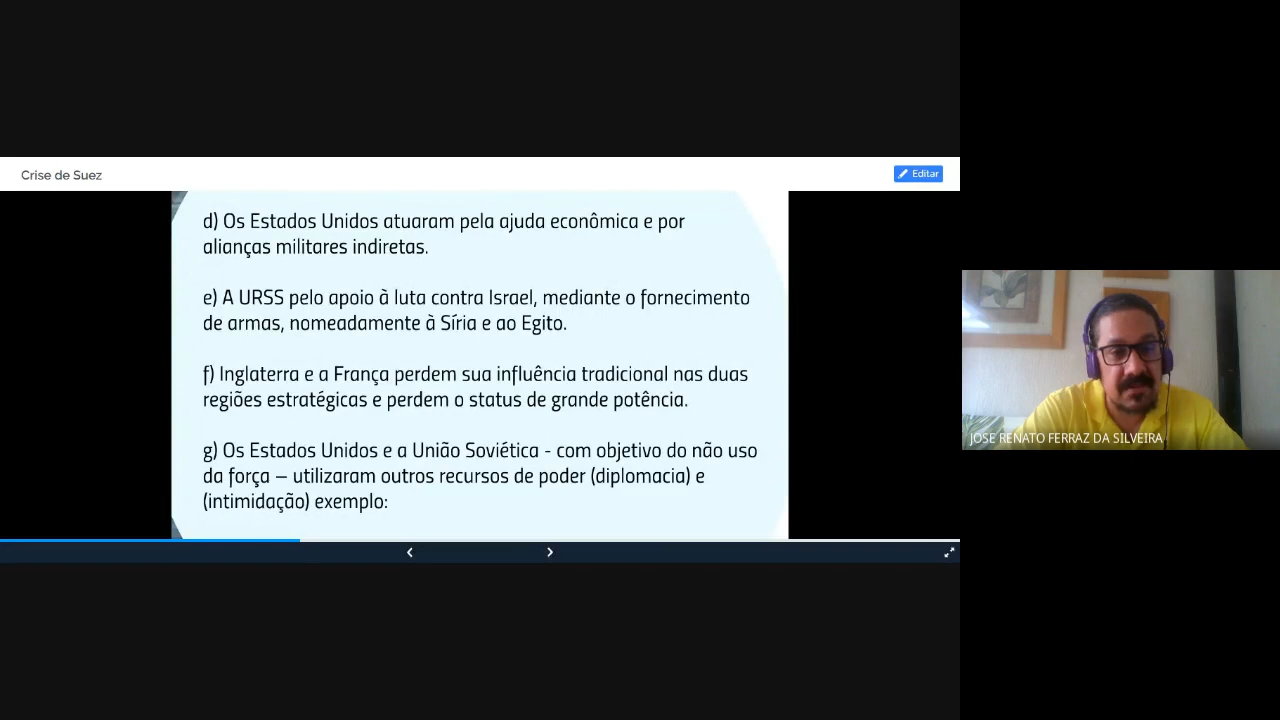 Crise de Suez
Editar
d) Os Estados Unidos atuaram pela ajuda econômica e por
alianças militares indiretas.
e) A URSS pelo apoio à luta contra Israel, mediante o fornecimento
de armas, nomeadamente à Síria e ao Egito.
f) Inglaterra e a França perdem sua influência tradicional nas duas
regiões estratégicas e perdem o status de grande potência.
g) Os Estados Unidos e a União Soviética - com objetivo do não uso
da força – utilizaram outros recursos de poder (diplomacia) e
(intimidação) exemplo:
JOSE RENATO FERRAZ DA SILVEIRA